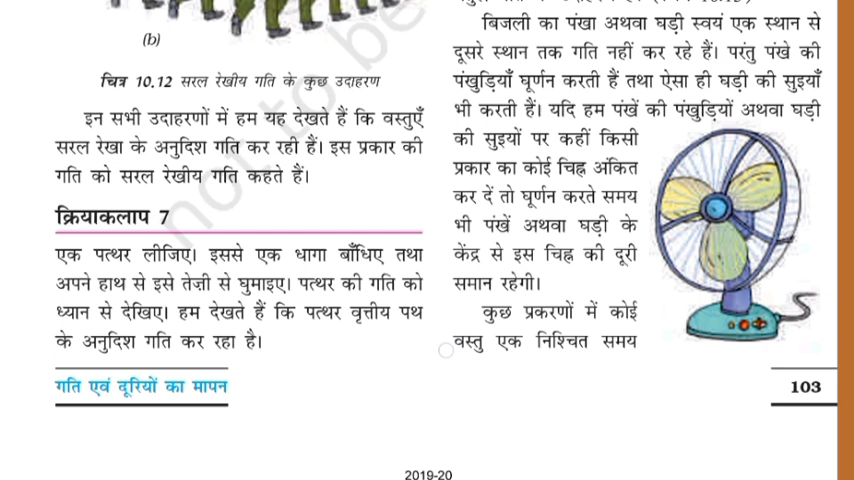 (b)
चित्र 10.12 सरल रेखीय गति के कुछ उदाहरण
इन सभी उदाहरणों में हम यह देखते हैं कि वस्तुएँ
सरल रेखा के अनुदिश गति कर रही हैं। इस प्रकार की
गति को सरल रेखीय गति कहते हैं।
क्रियाकलाप 7
एक पत्थर लीजिए। इससे एक धागा बाँधिए तथा
अपने हाथ से इसे तेज़ी से घुमाइए। पत्थर की गति को
ध्यान से देखिए। हम देखते हैं कि पत्थर वृत्तीय पथ
के अनुदिश गति कर रहा है।
बिजली का पंखा अथवा घड़ी स्वयं एक स्थान से
दूसरे स्थान तक गति नहीं कर रहे हैं। परंतु पंखे की
पंखुड़ियाँ घूर्णन करती हैं तथा ऐसा ही घड़ी की सुइयाँ
भी करती हैं। यदि हम पंखें की पंखुड़ियों अथवा घड़ी
की सुइयों पर कहीं किसी
प्रकार का कोई चिह्न अंकित
कर दें तो घूर्णन करते समय
भी पंखें अथवा घड़ी के
केंद्र से इस चिह्न की दूरी
समान रहेगी।
कुछ प्रकरणों में कोई
वस्तु एक निश्चित समय
गति एवं दूरियों का मापन
103
2019-20
not to be